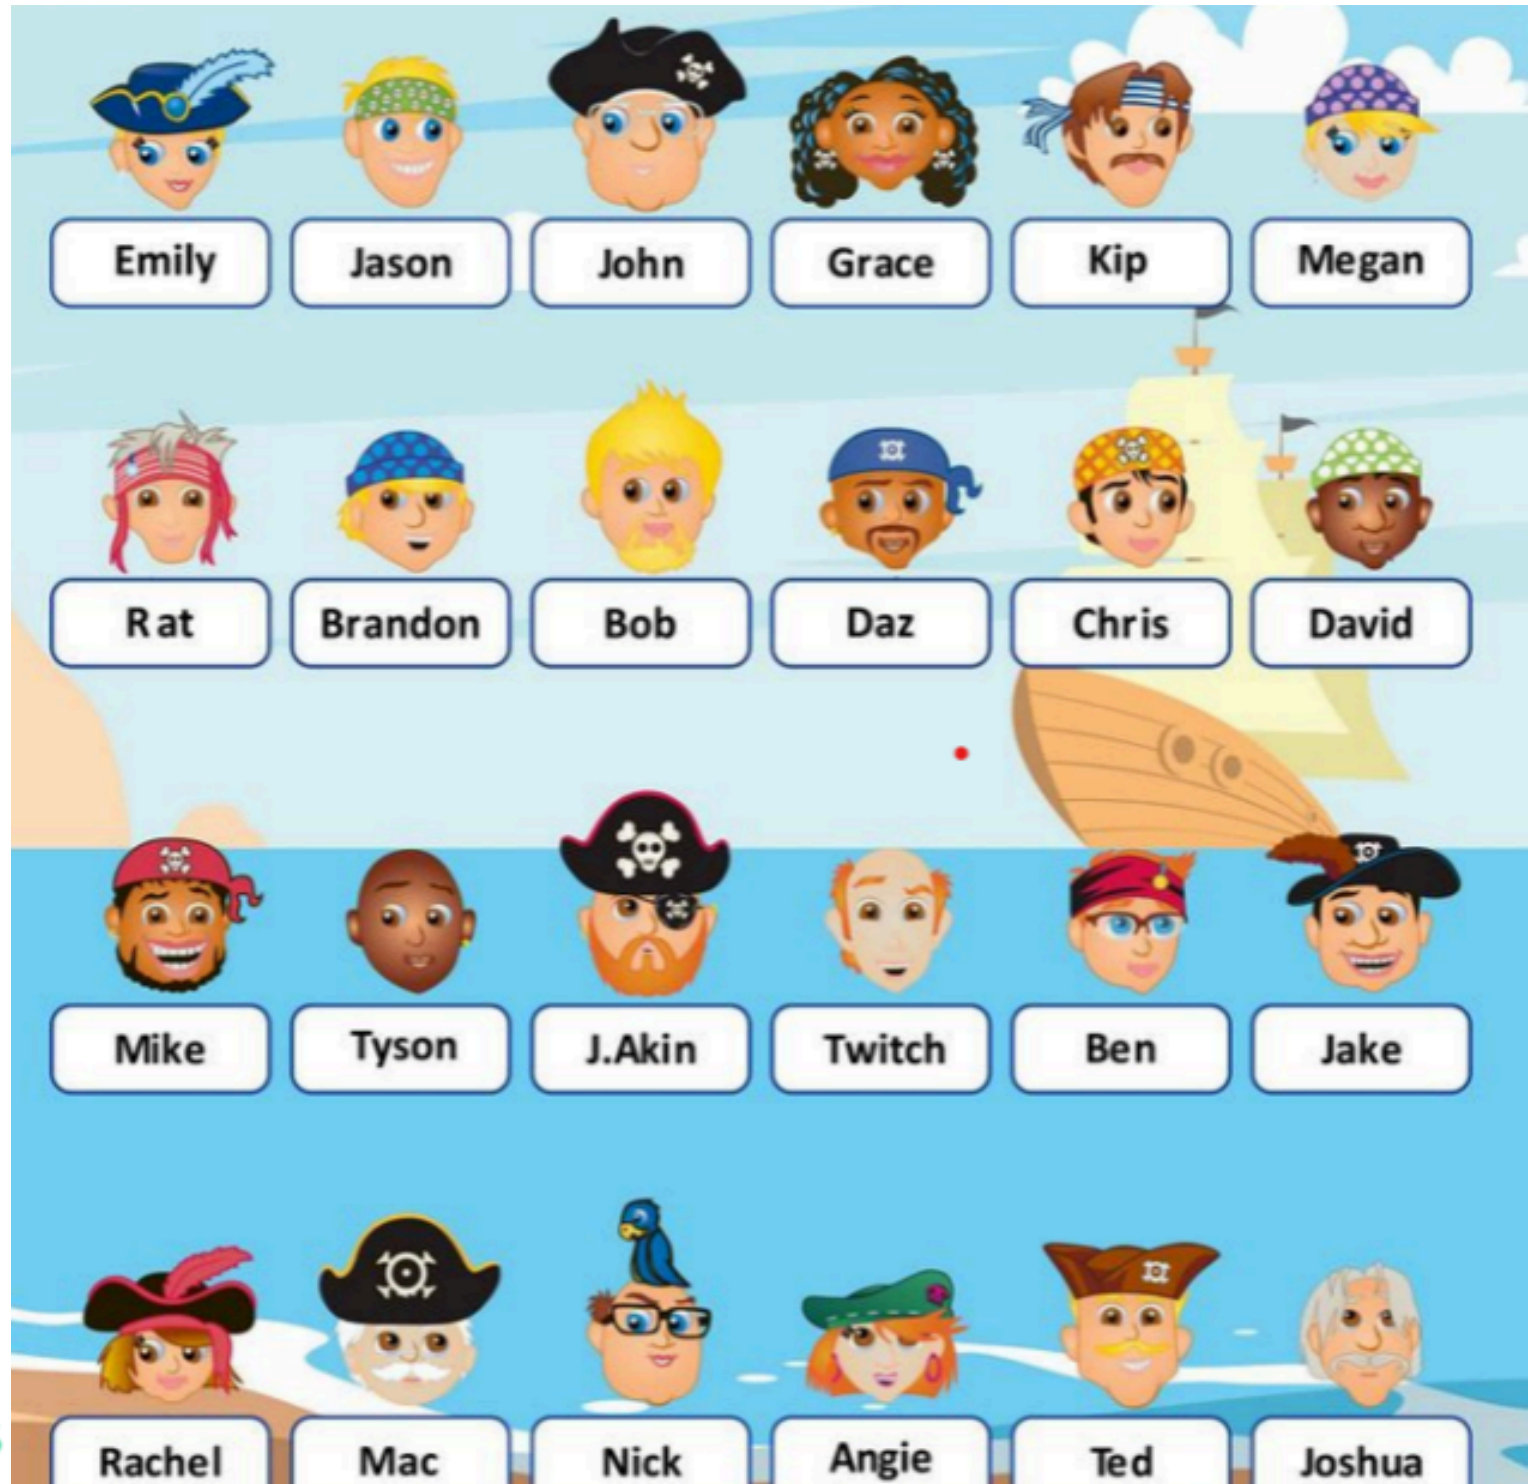 Emily Jason John Grace Kip Megan
Rat Brandon Bob Daz Chris David
Mike Tyson J.Akin Twitch Ben Jake
Rachel Mac Nick Angie Ted Joshua